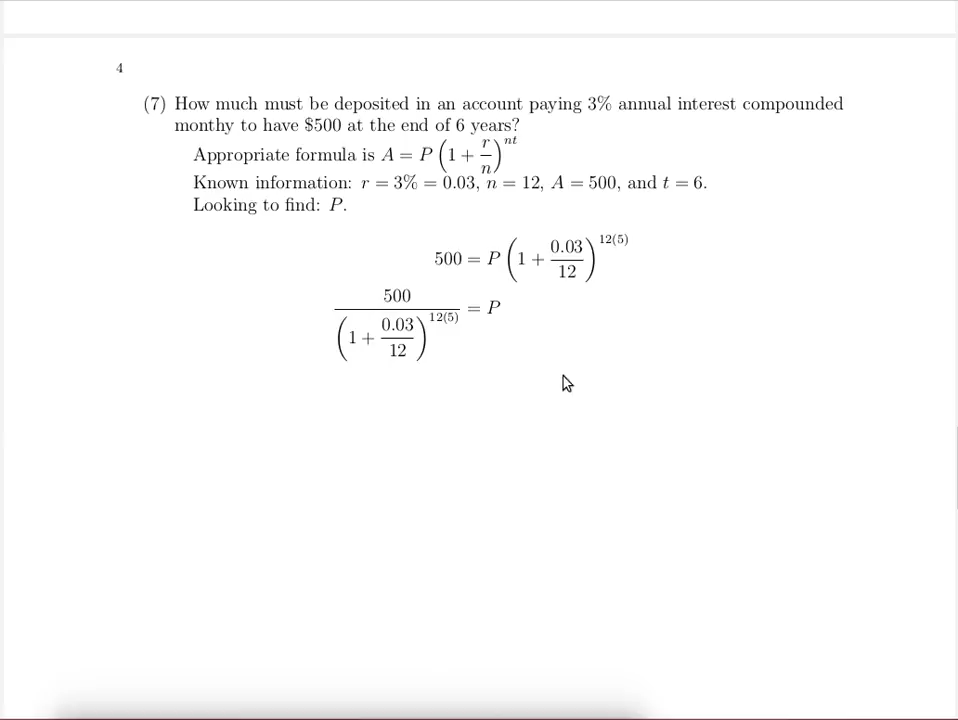 4
(7) How much must be deposited in an account paying 3% annual interest compounded
monthy to have $500 at the end of 6 years?
Appropriate formula is A = P(1 + r/n)^{nt}
Known information: r = 3% = 0.03, n = 12, A = 500, and t = 6.
Looking to find: P.
500 = P(1 + 0.03/12)^{12(5)}
500/(1 + 0.03/12)^{12(5)} = P